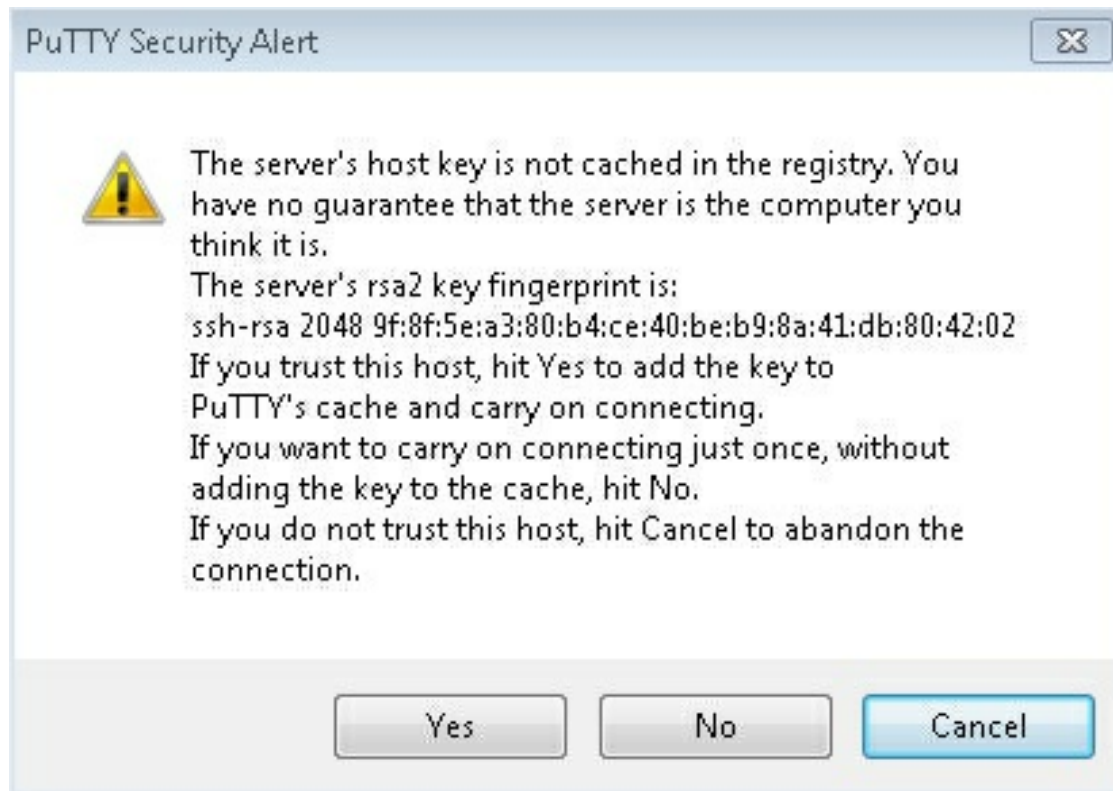 PuTTY Security Alert
The server's host key is not cached in the registry. You
have no guarantee that the server is the computer you
think it is.
The server's rsa2 key fingerprint is:
ssh-rsa 2048 9f:8f:5e:a3:80:b4:ce:40:be:b9:8a:41:db:80:42:02
If you trust this host, hit Yes to add the key to
PuTTY's cache and carry on connecting.
If you want to carry on connecting just once, without
adding the key to the cache, hit No.
If you do not trust this host, hit Cancel to abandon the
connection.
Yes No Cancel